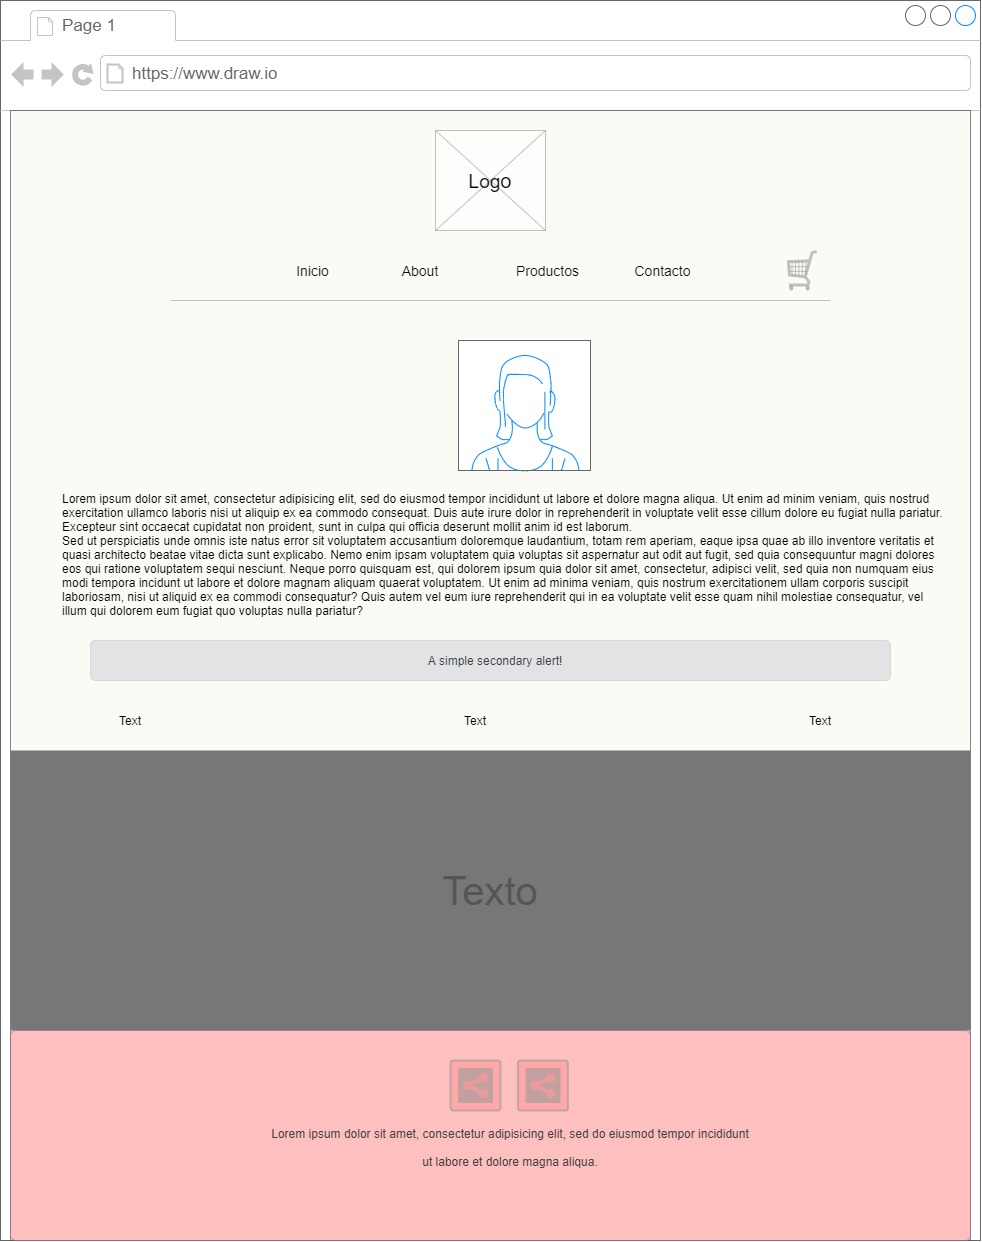 Page 1
https://www.draw.io
Logo
Inicio About Productos Contacto
Lorem ipsum dolor sit amet, consectetur adipisicing elit, sed do eiusmod tempor incididunt ut labore et dolore magna aliqua. Ut enim ad minim veniam, quis nostrud
exercitation ullamco laboris nisi ut aliquip ex ea commodo consequat. Duis aute irure dolor in reprehenderit in voluptate velit esse cillum dolore eu fugiat nulla pariatur.
Excepteur sint occaecat cupidatat non proident, sunt in culpa qui officia deserunt mollit anim id est laborum.
Sed ut perspiciatis unde omnis iste natus error sit voluptatem accusantium doloremque laudantium, totam rem aperiam, eaque ipsa quae ab illo inventore veritatis et
quasi architecto beatae vitae dicta sunt explicabo. Nemo enim ipsam voluptatem quia voluptas sit aspernatur aut odit aut fugit, sed quia consequuntur magni dolores
eos qui ratione voluptatem sequi nesciunt. Neque porro quisquam est, qui dolorem ipsum quia dolor sit amet, consectetur, adipisci velit, sed quia non numquam eius
modi tempora incidunt ut labore et dolore magnam aliquam quaerat voluptatem. Ut enim ad minima veniam, quis nostrum exercitationem ullam corporis suscipit
laboriosam, nisi ut aliquid ex ea commodi consequatur? Quis autem vel eum iure reprehenderit qui in ea voluptate velit esse quam nihil molestiae consequatur, vel
illum qui dolorem eum fugiat quo voluptas nulla pariatur?
A simple secondary alert!
Text Text Text
Texto
Lorem ipsum dolor sit amet, consectetur adipisicing elit, sed do eiusmod tempor incididunt
ut labore et dolore magna aliqua.